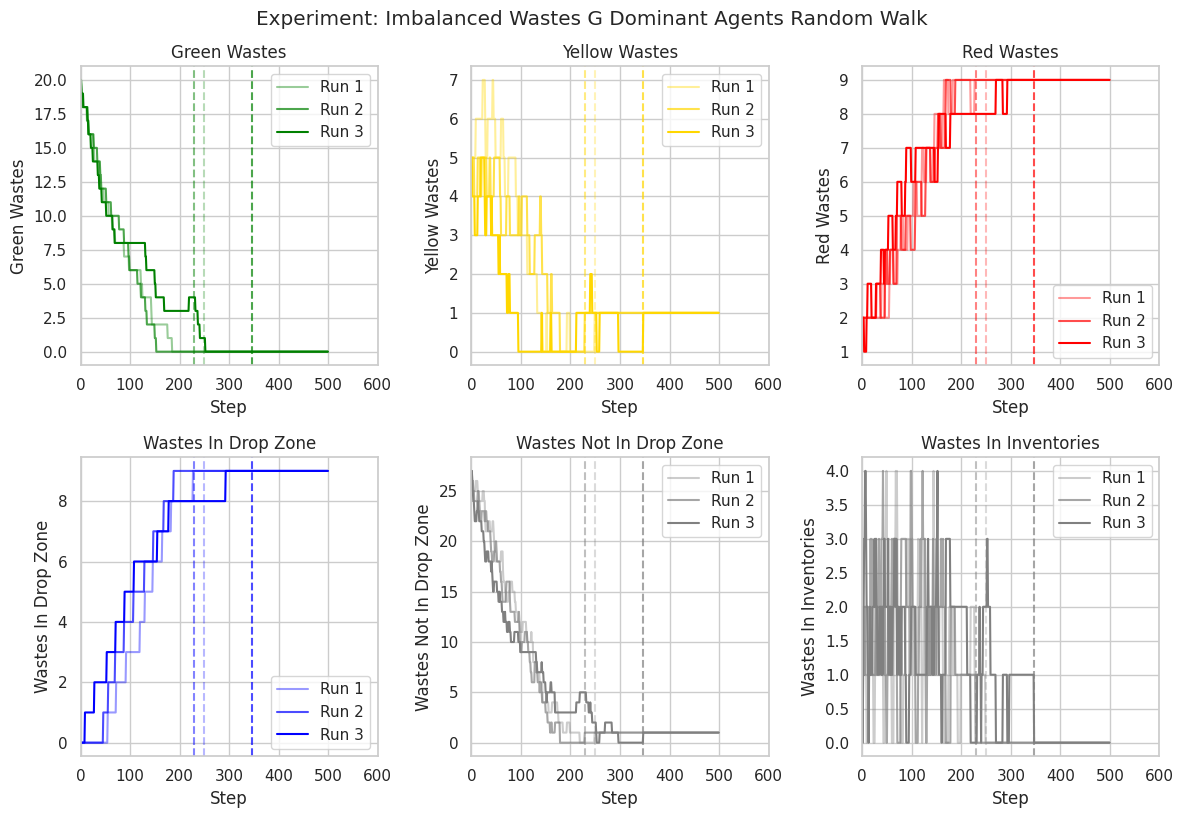 Experiment: Imbalanced Wastes G Dominant Agents Random Walk
Green Wastes
Green Wastes
20.0
17.5
15.0
12.5
10.0
7.5
5.0
2.5
0.0
0 100 200 300 400 500 600
Step
Run 1
Run 2
Run 3
Yellow Wastes
Yellow Wastes
7
6
5
4
3
2
1
0
0 100 200 300 400 500 600
Step
Run 1
Run 2
Run 3
Red Wastes
Red Wastes
9
8
7
6
5
4
3
2
1
0 100 200 300 400 500 600
Step
Run 1
Run 2
Run 3
Wastes In Drop Zone
Wastes In Drop Zone
8
6
4
2
0
0 100 200 300 400 500 600
Step
Run 1
Run 2
Run 3
Wastes Not In Drop Zone
Wastes Not In Drop Zone
25
20
15
10
5
0
0 100 200 300 400 500 600
Step
Run 1
Run 2
Run 3
Wastes In Inventories
Wastes In Inventories
4.0
3.5
3.0
2.5
2.0
1.5
1.0
0.5
0.0
0 100 200 300 400 500 600
Step
Run 1
Run 2
Run 3